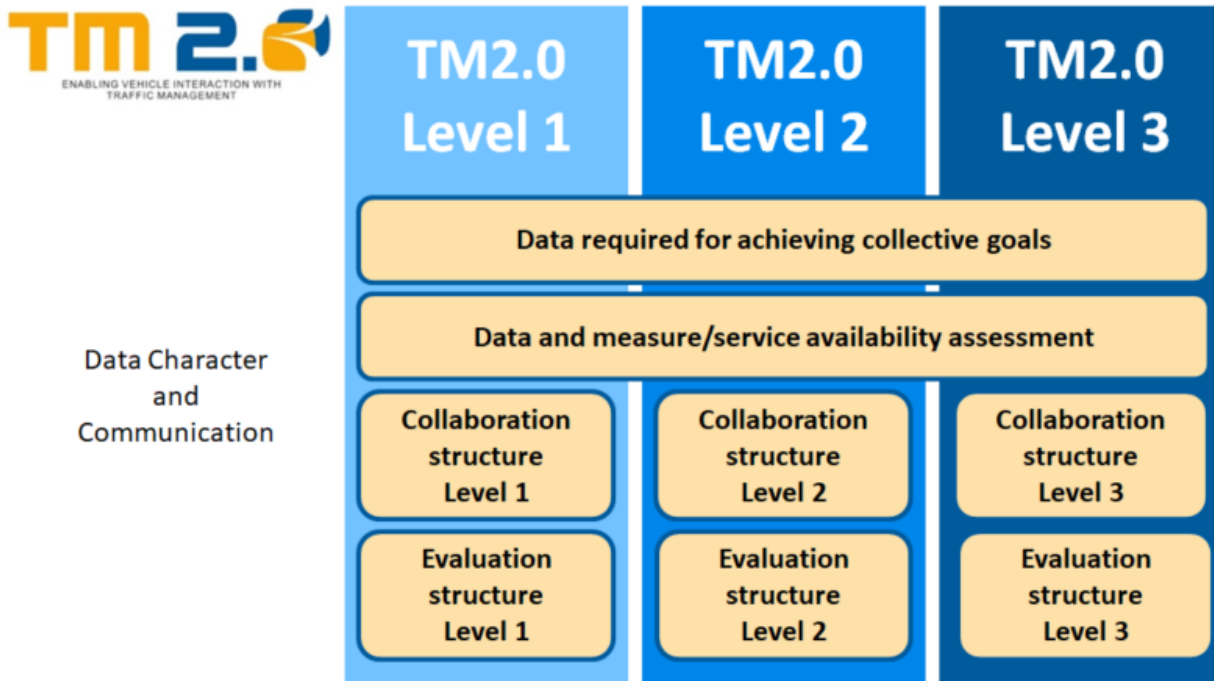 TM 2.0
ENABLING VEHICLE INTERACTION WITH
TRAFFIC MANAGEMENT
TM2.0
Level 1
TM2.0
Level 2
TM2.0
Level 3
Data Character
and
Communication
Data required for achieving collective goals
Data and measure/service availability assessment
Collaboration
structure
Level 1
Collaboration
structure
Level 2
Collaboration
structure
Level 3
Evaluation
structure
Level 1
Evaluation
structure
Level 2
Evaluation
structure
Level 3